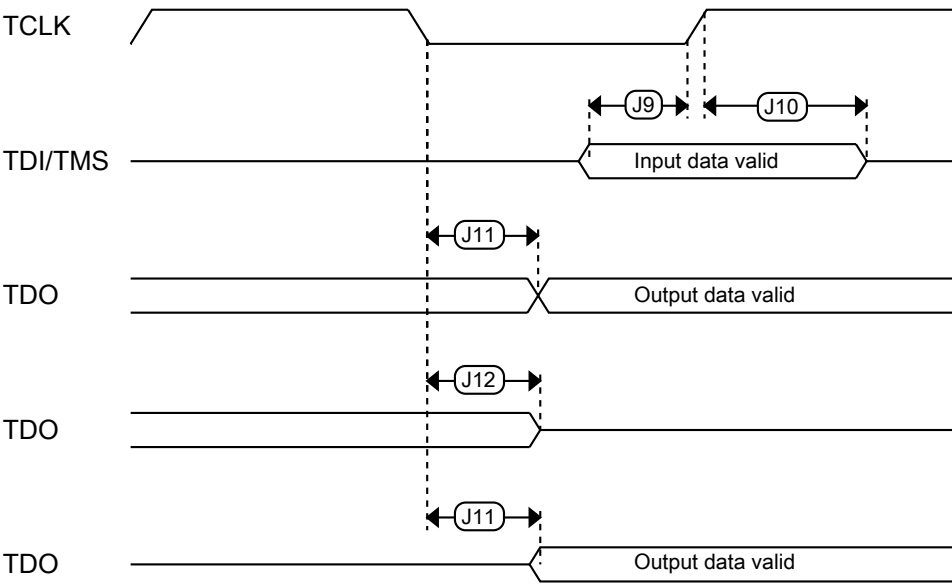 TCLK
J9
J10
TDI/TMS
Input data valid
J11
TDO
Output data valid
J12
TDO
J11
TDO
Output data valid